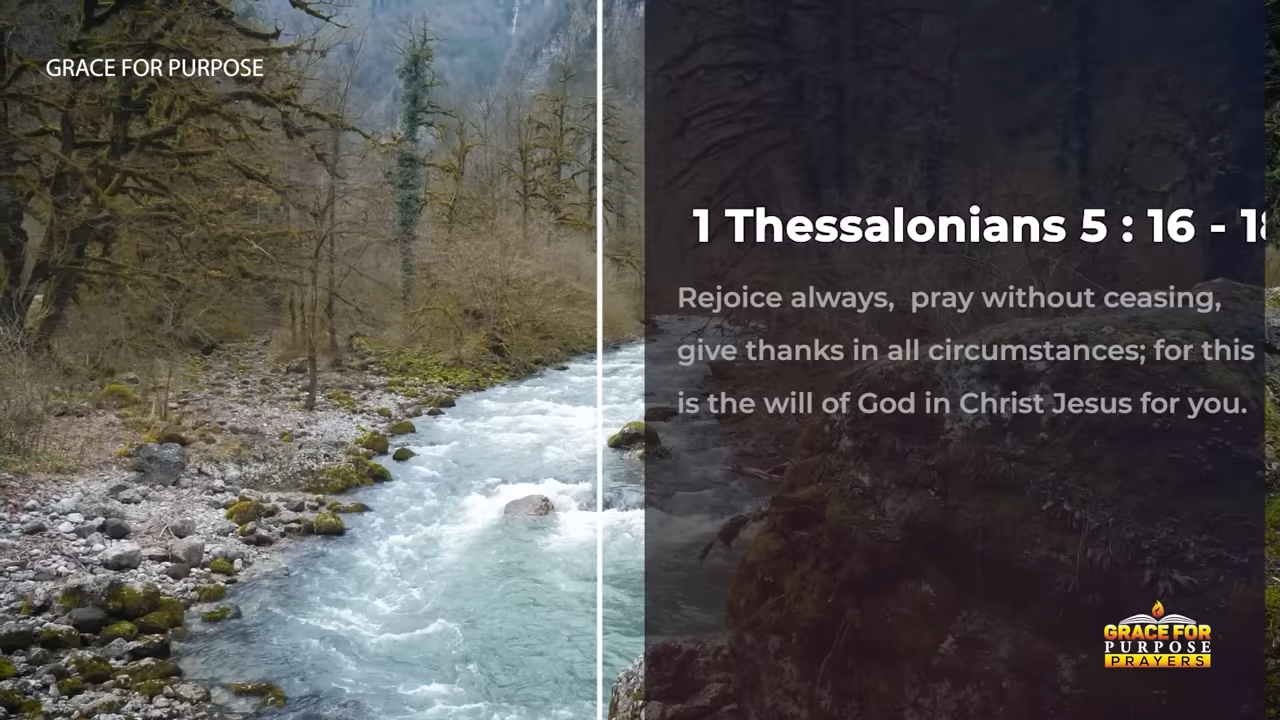 GRACE FOR PURPOSE
1 Thessalonians 5 : 16 - 18
Rejoice always, pray without ceasing,
give thanks in all circumstances; for this
is the will of God in Christ Jesus for you.
GRACE FOR
PURPOSE
PRAYERS